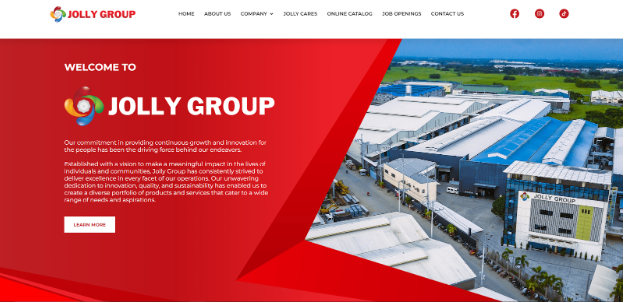 JOLLY GROUP
HOME ABOUT US COMPANY JOLLY CARES ONLINE CATALOG JOB OPENINGS CONTACT US
WELCOME TO
JOLLY GROUP
Our commitment in providing continuous growth and innovation for
the people has been the driving force behind our endeavors.
Established with a vision to make a meaningful impact in the lives of
individuals and communities, Jolly Group has consistently strived to
deliver excellence in every facet of our operations. Our unwavering
dedication to innovation, quality, and sustainability has enabled us to
create a diverse portfolio of products and services that cater to a wide
range of needs and aspirations.
LEARN MORE
JOLLY GROUP